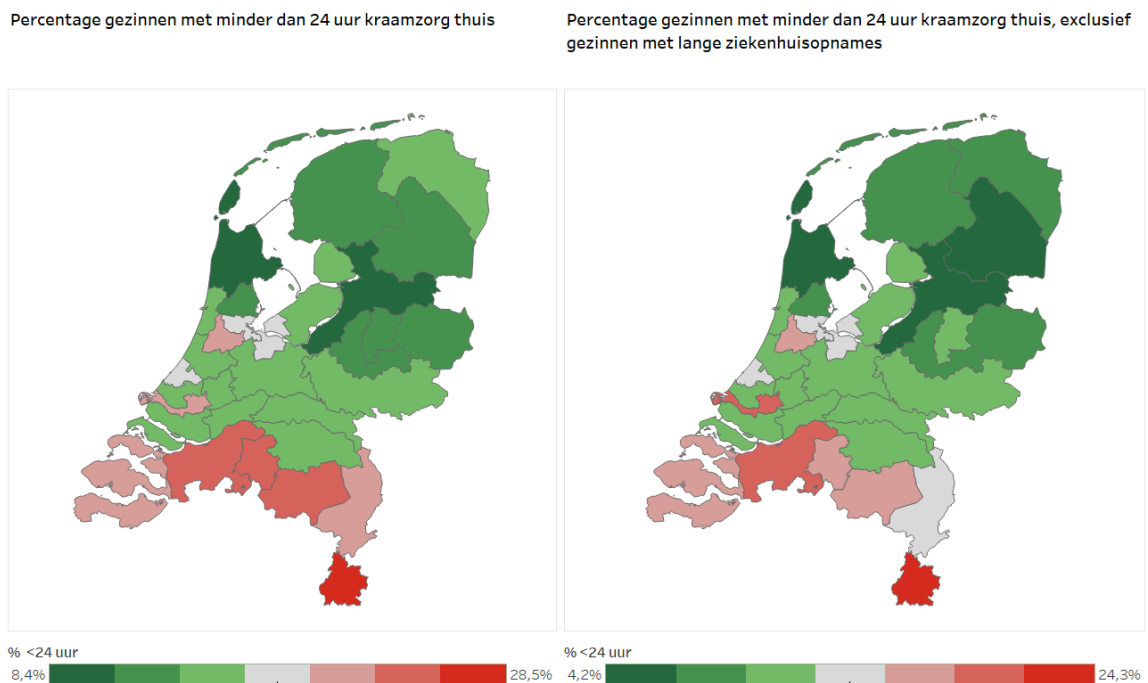 Percentage gezinnen met minder dan 24 uur kraamzorg thuis
Percentage gezinnen met minder dan 24 uur kraamzorg thuis, exclusief
gezinnen met lange ziekenhuisopnames
% <24 uur
8,4%
28,5%
% <24 uur
4,2%
24,3%